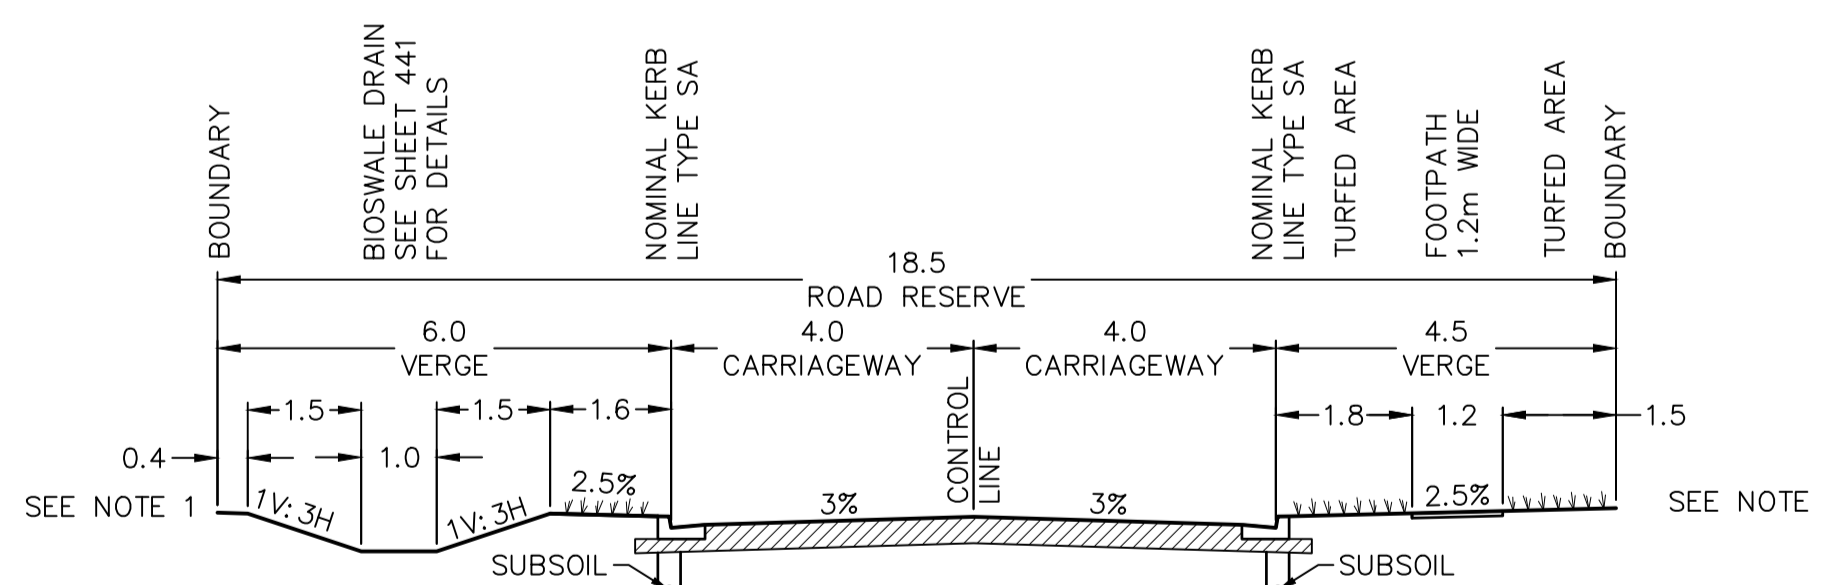 BOUNDARY
BIOSWALE DRAIN
SEE SHEET 441
FOR DETAILS
NOMINAL KERB
LINE TYPE SA
NOMINAL KERB
LINE TYPE SA
TURFED AREA
FOOTPATH
1.2m WIDE
TURFED AREA
BOUNDARY
18.5
ROAD RESERVE
6.0
VERGE
4.0
CARRIAGEWAY
4.0
CARRIAGEWAY
4.5
VERGE
1.5
1.5
1.6
1.8
1.2
1.5
0.4
1.0
CONTROL
LINE
SEE NOTE 1
1V: 3H
1V: 3H
2.5%
3%
3%
2.5%
SEE NOTE
SUBSOIL
SUBSOIL